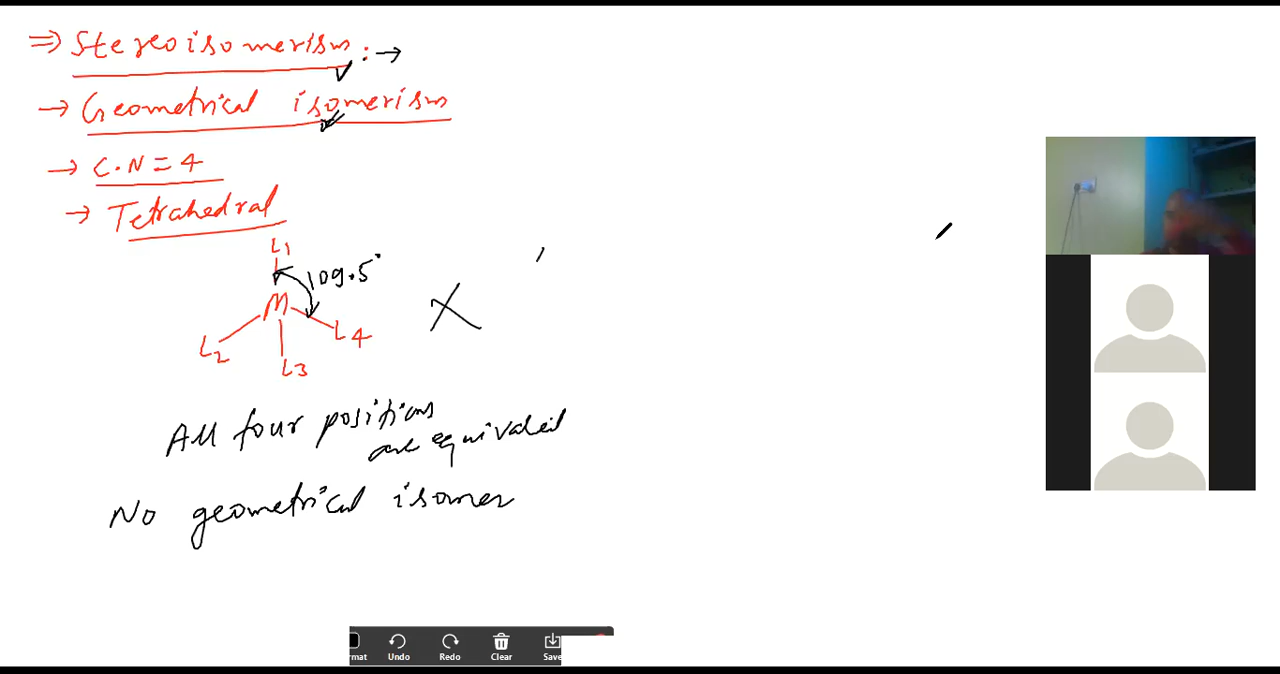 ⇒ Stereoisomerism :→
→ Geometrical isomerism
→ C.N = 4
→ Tetrahedral
L1
109.5°
M
L2
L3
L4
All four positions
are equivalent
No geometrical isomer
rmat Undo Redo Clear Save